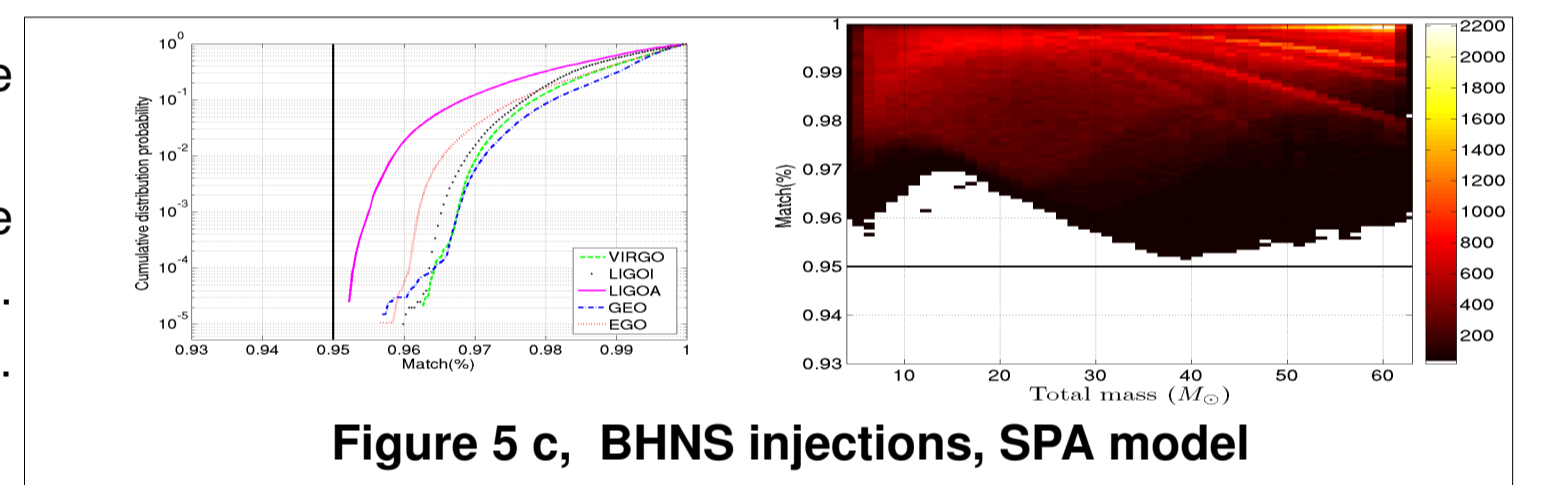 e
e
.
.
10^0
10^-1
10^-2
10^-3
10^-4
10^-5
Cumulative distribution probability
0.93 0.94 0.95 0.96 0.97 0.98 0.99 1
Match(%)
VIRGO
LIGOI
LIGOA
GEO
EGO
1
0.99
0.98
0.97
0.96
0.95
0.94
0.93
Match(%)
10 20 30 40 50 60
Total mass (M☉)
2200
2000
1800
1600
1400
1200
1000
800
600
400
200
Figure 5 c, BHNS injections, SPA model